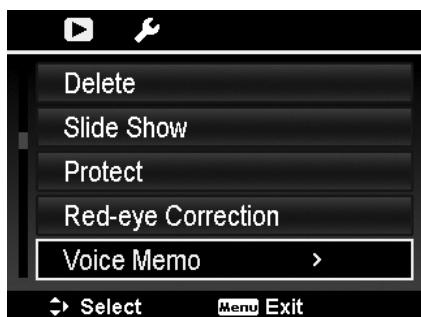 Delete
Slide Show
Protect
Red-eye Correction
Voice Memo
Select Menu Exit